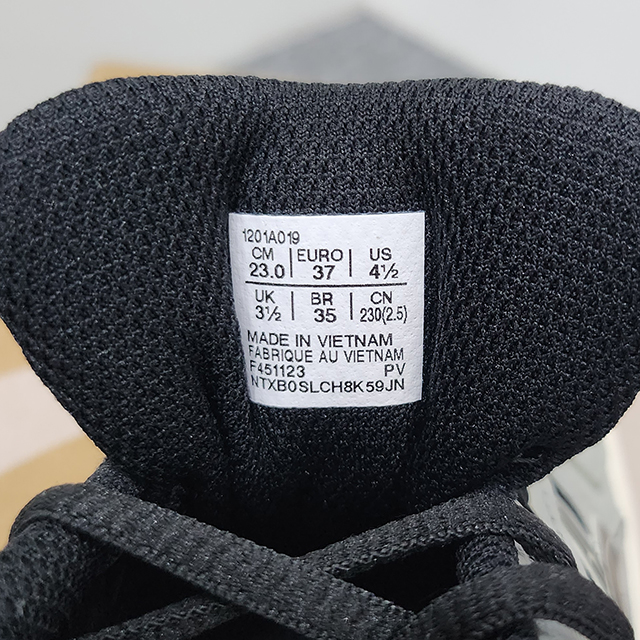 1201A019
CM | EURO | US
23.0 | 37 | 4½
UK | BR | CN
3½ | 35 | 230(2.5)
MADE IN VIETNAM
FABRIQUE AU VIETNAM
F451123 PV
NTXB0SLCH8K59JN